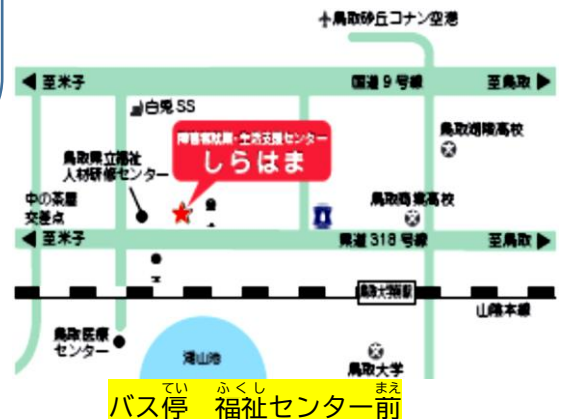 鳥取砂丘コナン空港
至米子
国道9号線
至鳥取
白兎SS
障害者就業・生活支援センター
しらはま
鳥取湖陵高校
鳥取県立福祉
人材研修センター
中の茶屋
交差点
鳥取商業高校
至米子
県道318号線
至鳥取
鳥取大学前駅
山陰本線
鳥取医療
センター
湖山池
鳥取大学
てい ふくし まえ
バス停 福祉センター前